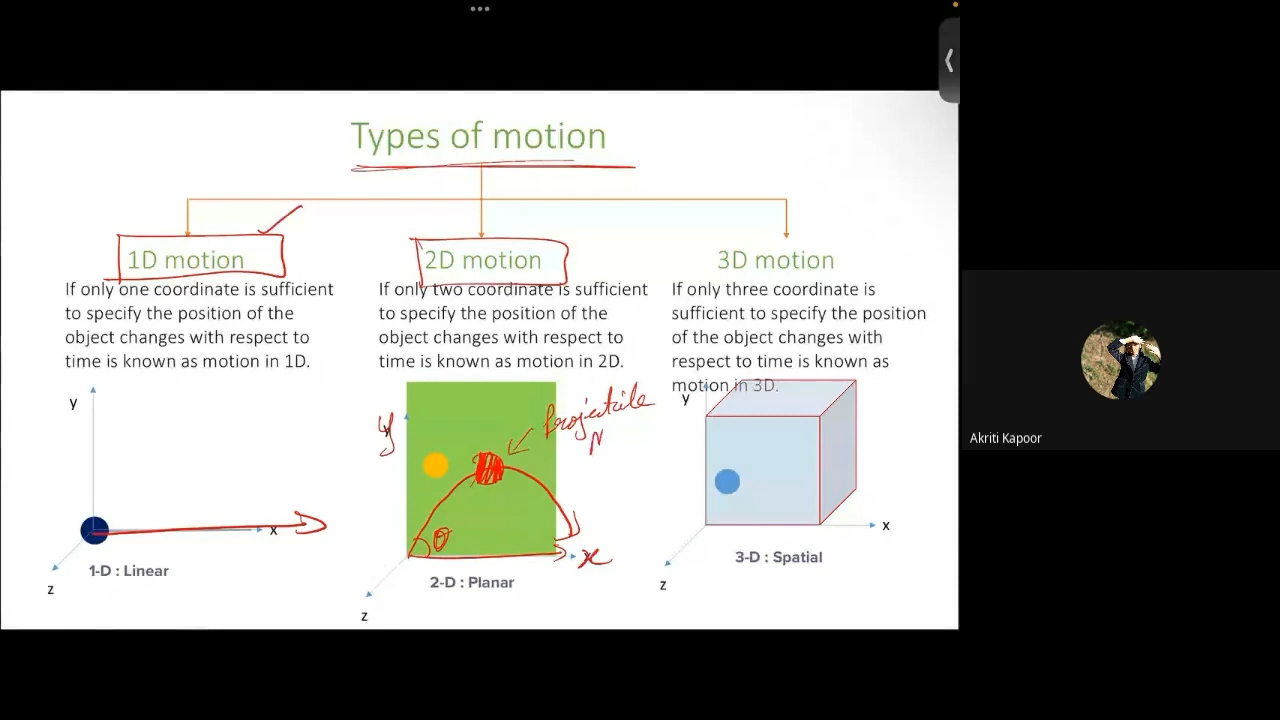 Types of motion
1D motion
If only one coordinate is sufficient
to specify the position of the
object changes with respect to
time is known as motion in 1D.
y
x
z
1-D : Linear
2D motion
If only two coordinate is sufficient
to specify the position of the
object changes with respect to
time is known as motion in 2D.
y
Projectile
θ
x
z
2-D : Planar
3D motion
If only three coordinate is
sufficient to specify the position
of the object changes with
respect to time is known as
motion in 3D.
y
x
z
3-D : Spatial
Akriti Kapoor